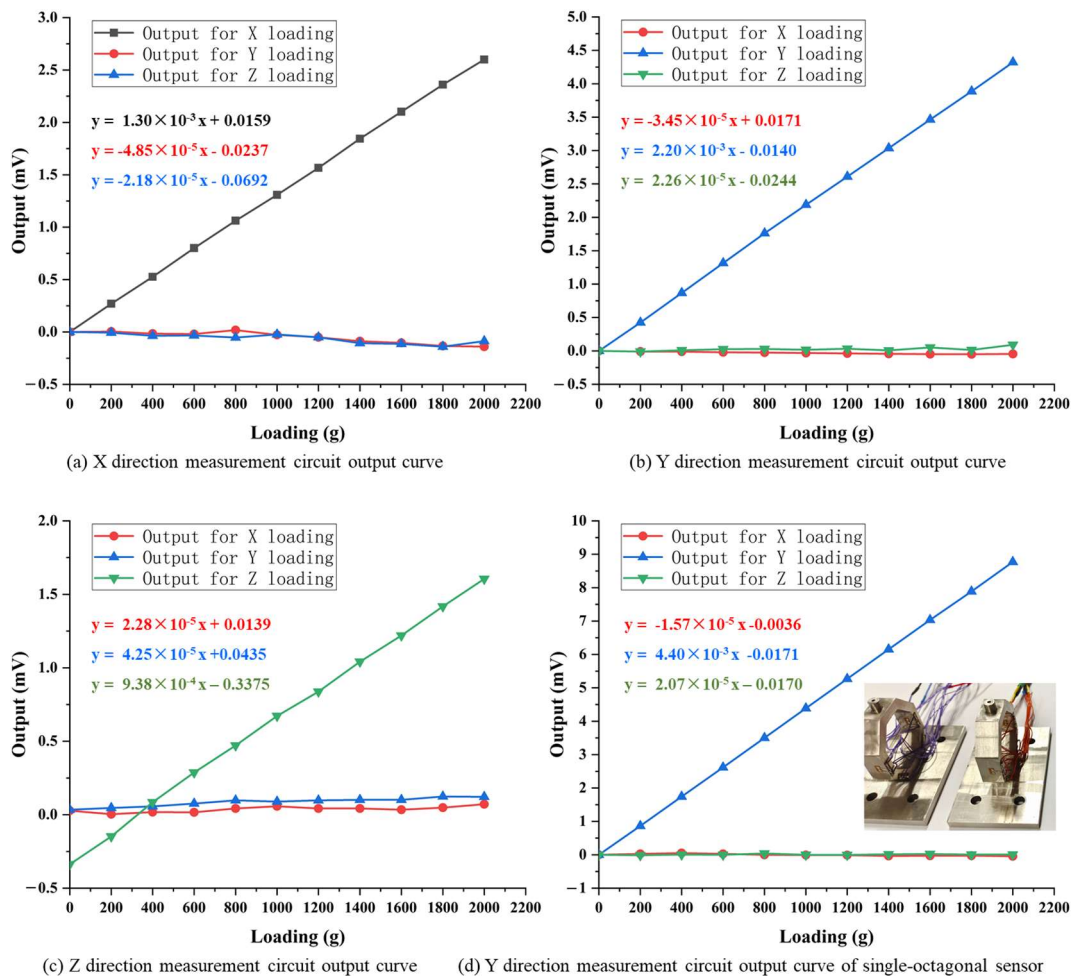 3.0
2.5
2.0
1.5
1.0
0.5
0.0
−0.5
Output (mV)
Output for X loading
Output for Y loading
Output for Z loading
y = 1.30×10⁻³ x + 0.0159
y = -4.85×10⁻⁵x - 0.0237
y = -2.18×10⁻⁵x - 0.0692
0 200 400 600 800 1000 1200 1400 1600 1800 2000 2200
Loading (g)
(a) X direction measurement circuit output curve
5.0
4.5
4.0
3.5
3.0
2.5
2.0
1.5
1.0
0.5
0.0
−0.5
Output (mV)
Output for X loading
Output for Y loading
Output for Z loading
y = -3.45×10⁻⁵x + 0.0171
y = 2.20×10⁻³x - 0.0140
y = 2.26×10⁻⁵x - 0.0244
0 200 400 600 800 1000 1200 1400 1600 1800 2000 2200
Loading (g)
(b) Y direction measurement circuit output curve
2.0
1.5
1.0
0.5
0.0
−0.5
Output (mV)
Output for X loading
Output for Y loading
Output for Z loading
y = 2.28×10⁻⁵x + 0.0139
y = 4.25×10⁻⁵x +0.0435
y = 9.38×10⁻⁴x – 0.3375
0 200 400 600 800 1000 1200 1400 1600 1800 2000 2200
Loading (g)
(c) Z direction measurement circuit output curve
10
9
8
7
6
5
4
3
2
1
0
−1
Output (mV)
Output for X loading
Output for Y loading
Output for Z loading
y = -1.57×10⁻⁵ x -0.0036
y = 4.40×10⁻³x -0.0171
y = 2.07×10⁻⁵x – 0.0170
0 200 400 600 800 1000 1200 1400 1600 1800 2000 2200
Loading (g)
(d) Y direction measurement circuit output curve of single-octagonal sensor